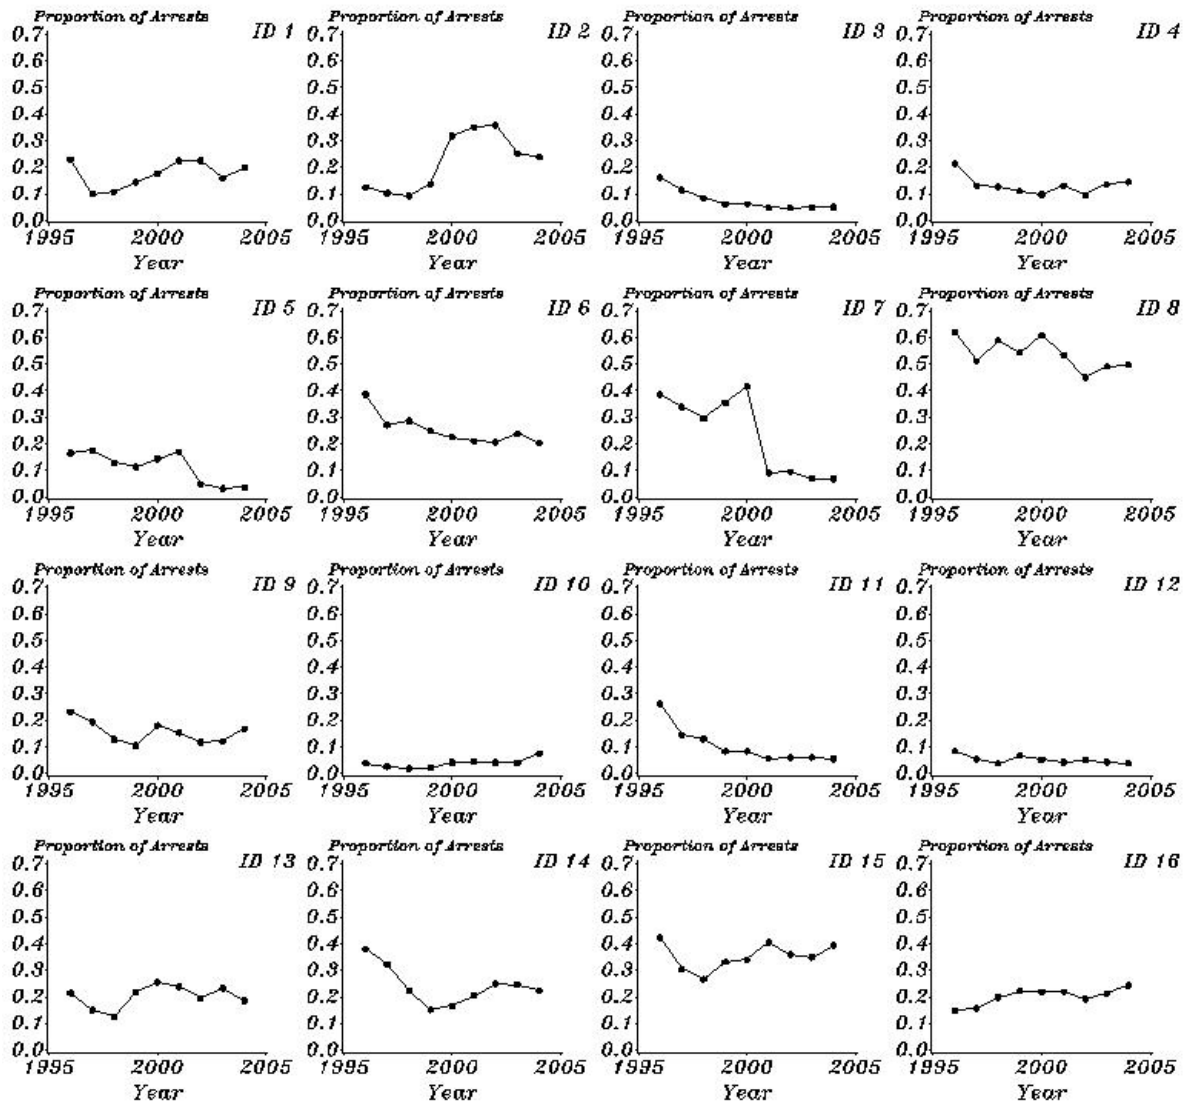 Proportion of Arrests
ID 1
0.7
0.6
0.5
0.4
0.3
0.2
0.1
0.0
1995 2000 2005
Year
Proportion of Arrests
ID 2
0.7
0.6
0.5
0.4
0.3
0.2
0.1
0.0
1995 2000 2005
Year
Proportion of Arrests
ID 3
0.7
0.6
0.5
0.4
0.3
0.2
0.1
0.0
1995 2000 2005
Year
Proportion of Arrests
ID 4
0.7
0.6
0.5
0.4
0.3
0.2
0.1
0.0
1995 2000 2005
Year
Proportion of Arrests
ID 5
0.7
0.6
0.5
0.4
0.3
0.2
0.1
0.0
1995 2000 2005
Year
Proportion of Arrests
ID 6
0.7
0.6
0.5
0.4
0.3
0.2
0.1
0.0
1995 2000 2005
Year
Proportion of Arrests
ID 7
0.7
0.6
0.5
0.4
0.3
0.2
0.1
0.0
1995 2000 2005
Year
Proportion of Arrests
ID 8
0.7
0.6
0.5
0.4
0.3
0.2
0.1
0.0
1995 2000 2005
Year
Proportion of Arrests
ID 9
0.7
0.6
0.5
0.4
0.3
0.2
0.1
0.0
1995 2000 2005
Year
Proportion of Arrests
ID 10
0.7
0.6
0.5
0.4
0.3
0.2
0.1
0.0
1995 2000 2005
Year
Proportion of Arrests
ID 11
0.7
0.6
0.5
0.4
0.3
0.2
0.1
0.0
1995 2000 2005
Year
Proportion of Arrests
ID 12
0.7
0.6
0.5
0.4
0.3
0.2
0.1
0.0
1995 2000 2005
Year
Proportion of Arrests
ID 13
0.7
0.6
0.5
0.4
0.3
0.2
0.1
0.0
1995 2000 2005
Year
Proportion of Arrests
ID 14
0.7
0.6
0.5
0.4
0.3
0.2
0.1
0.0
1995 2000 2005
Year
Proportion of Arrests
ID 15
0.7
0.6
0.5
0.4
0.3
0.2
0.1
0.0
1995 2000 2005
Year
Proportion of Arrests
ID 16
0.7
0.6
0.5
0.4
0.3
0.2
0.1
0.0
1995 2000 2005
Year